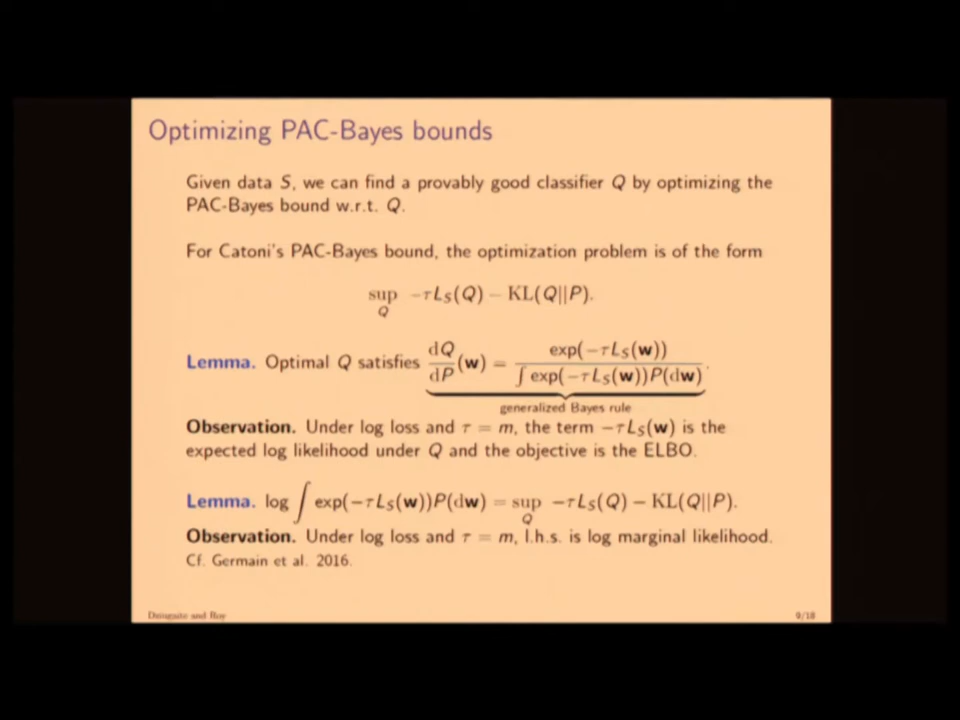 Optimizing PAC-Bayes bounds
Given data S, we can find a provably good classifier Q by optimizing the
PAC-Bayes bound w.r.t. Q.
For Catoni's PAC-Bayes bound, the optimization problem is of the form
sup_Q −τL_S(Q) − KL(Q||P).
Lemma. Optimal Q satisfies dQ/dP (w) = exp(−τL_S(w)) / ∫ exp(−τL_S(w))P(dw).
generalized Bayes rule
Observation. Under log loss and τ = m, the term −τL_S(w) is the
expected log likelihood under Q and the objective is the ELBO.
Lemma. log ∫ exp(−τL_S(w))P(dw) = sup_Q −τL_S(Q) − KL(Q||P).
Observation. Under log loss and τ = m, l.h.s. is log marginal likelihood.
Cf. Germain et al. 2016.
Dziugaite and Roy
9/18